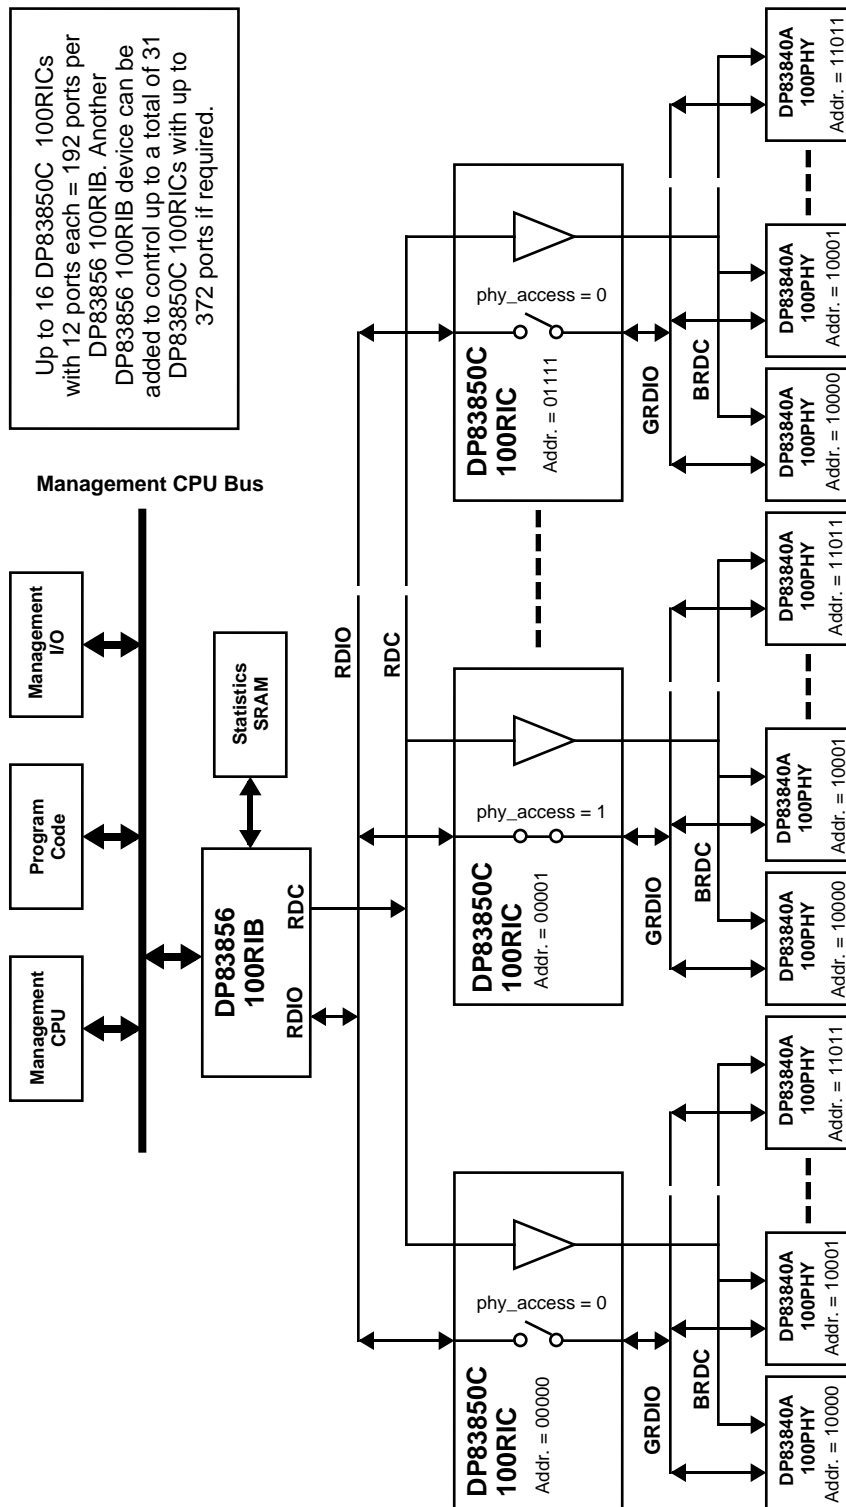 Up to 16 DP83850C 100RICs
with 12 ports each = 192 ports per
DP83856 100RIB. Another
DP83856 100RIB device can be
added to control up to a total of 31
DP83850C 100RICs with up to
372 ports if required.
Management CPU Bus
Management
CPU
Program
Code
Management
I/O
DP83856
100RIB
RDIO
RDC
Statistics
SRAM
RDIO
RDC
DP83850C
100RIC
Addr. = 00000
phy_access = 0
DP83850C
100RIC
Addr. = 00001
phy_access = 1
DP83850C
100RIC
Addr. = 01111
phy_access = 0
GRDIO
BRDC
GRDIO
BRDC
GRDIO
BRDC
DP83840A
100PHY
Addr. = 10000
DP83840A
100PHY
Addr. = 10001
DP83840A
100PHY
Addr. = 11011
DP83840A
100PHY
Addr. = 10000
DP83840A
100PHY
Addr. = 10001
DP83840A
100PHY
Addr. = 11011
DP83840A
100PHY
Addr. = 10000
DP83840A
100PHY
Addr. = 10001
DP83840A
100PHY
Addr. = 11011